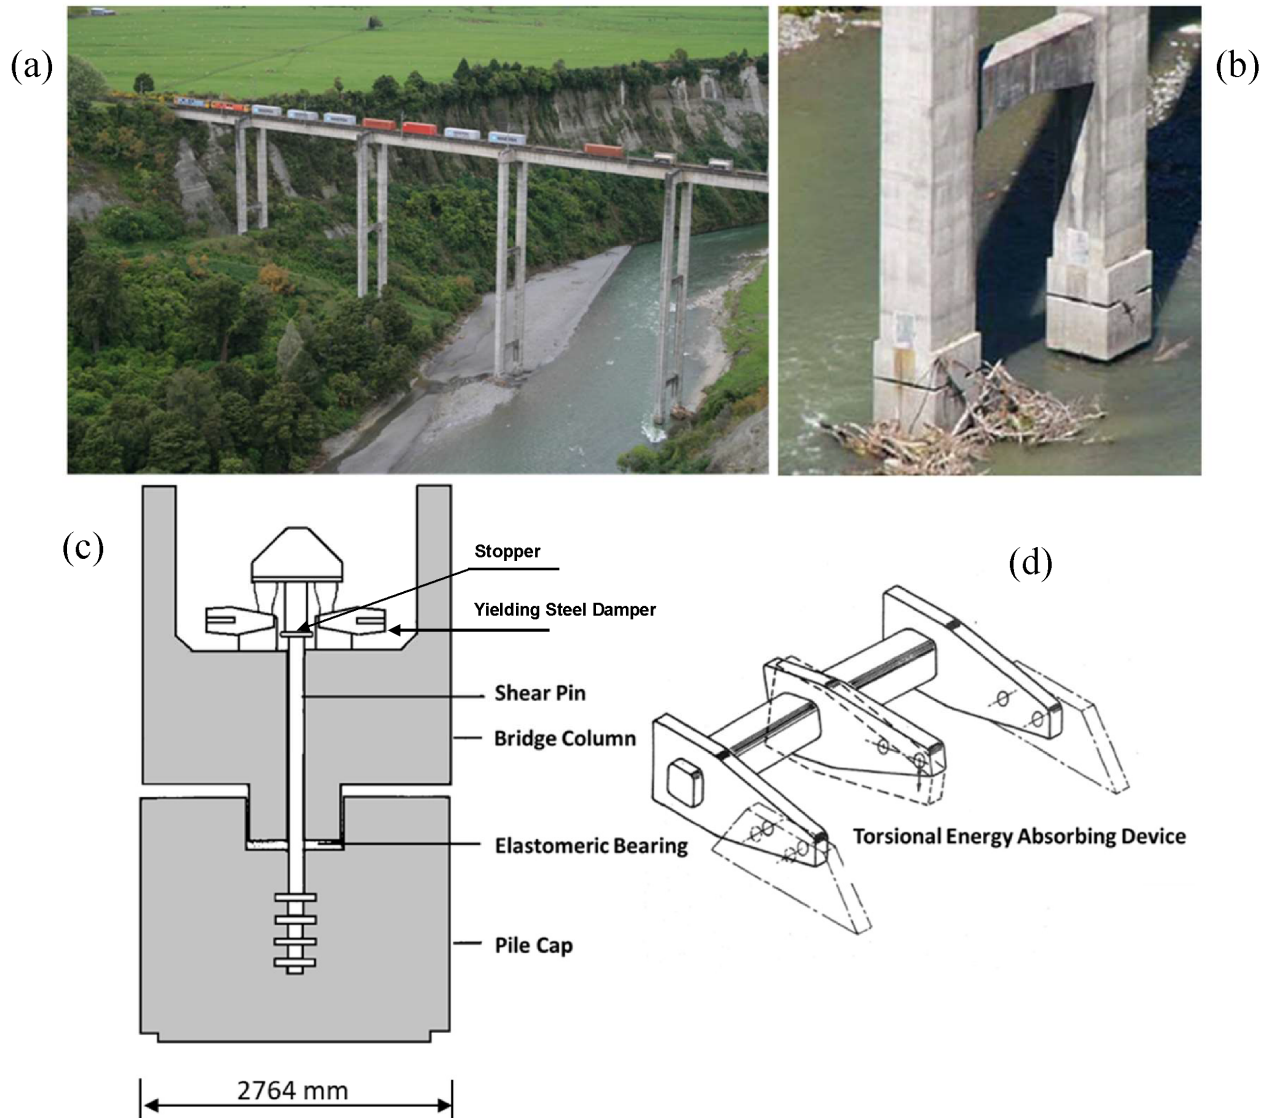 (a)
(b)
(c)
Stopper
(d)
Yielding Steel Damper
Shear Pin
Bridge Column
Elastomeric Bearing
Torsional Energy Absorbing Device
Pile Cap
2764 mm